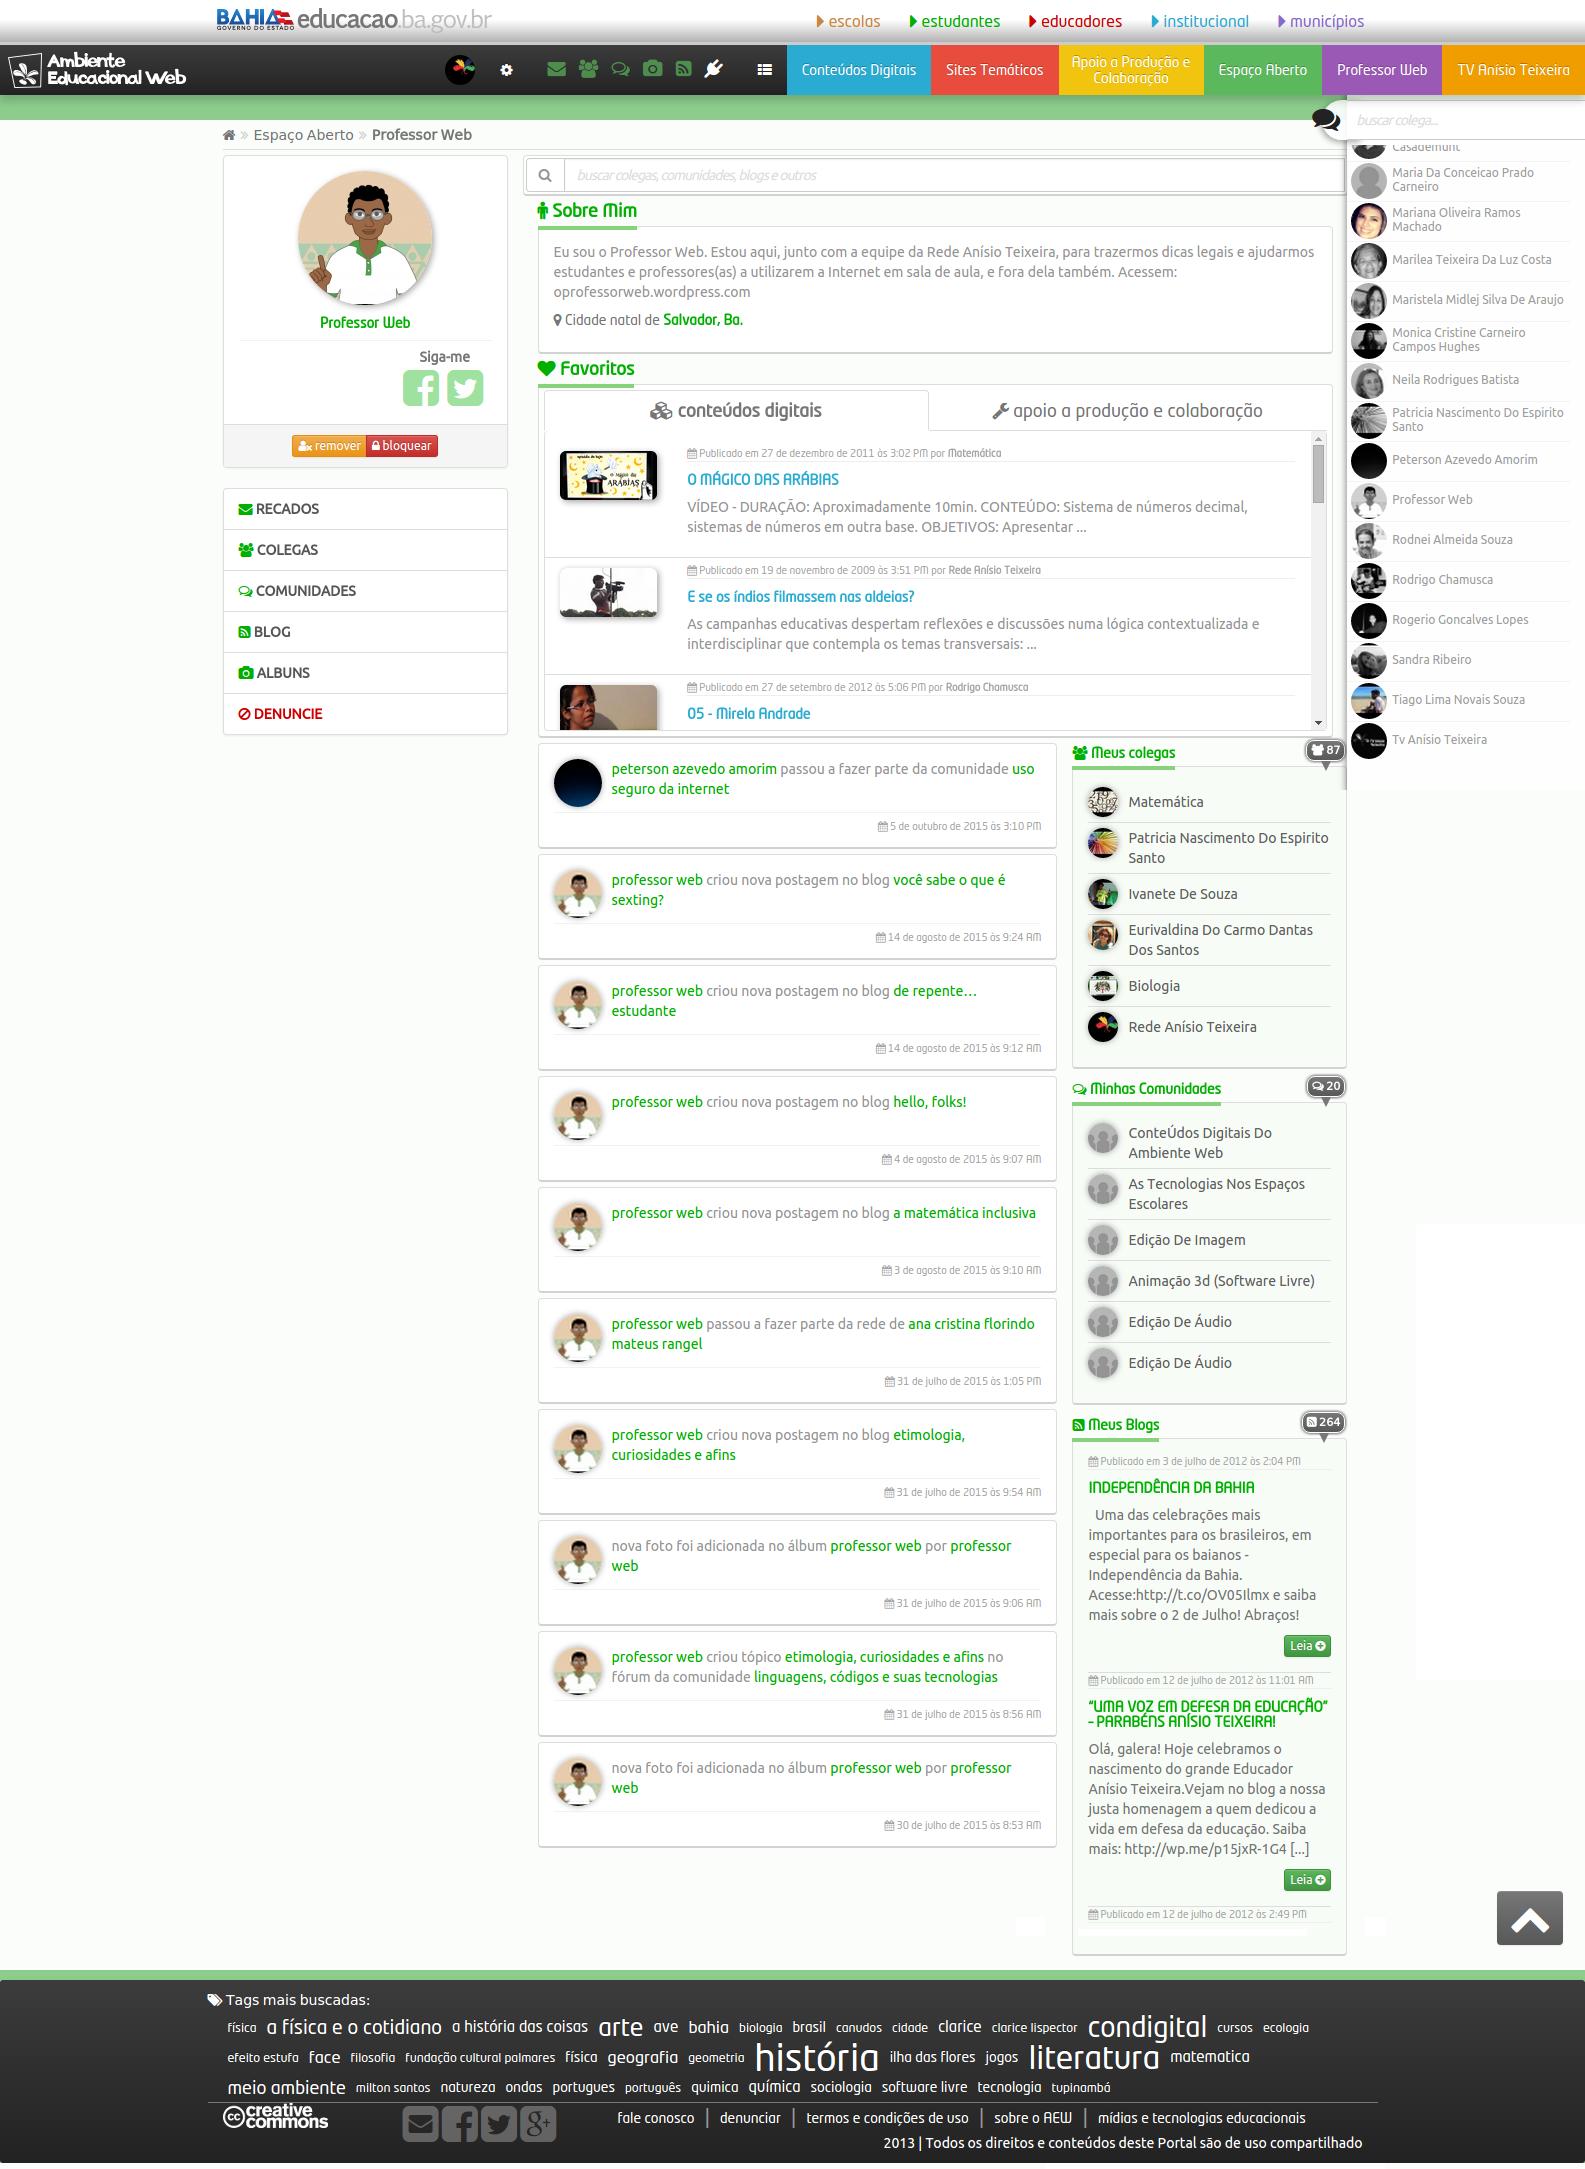 BAHIA
GOVERNO DO ESTADO
educacao.ba.gov.br
escolas
estudantes
educadores
institucional
municípios
Ambiente
Educacional Web
Conteúdos Digitais
Sites Temáticos
Apoio a Produção e
Colaboração
Espaço Aberto
Professor Web
TV Anísio Teixeira
» Espaço Aberto » Professor Web
buscar colega...
Professor Web
Siga-me
remover
bloquear
RECADOS
COLEGAS
COMUNIDADES
BLOG
ALBUNS
DENUNCIE
buscar colegas, comunidades, blogs e outros
Sobre Mim
Eu sou o Professor Web. Estou aqui, junto com a equipe da Rede Anísio Teixeira, para trazermos dicas legais e ajudarmos
estudantes e professores(as) a utilizarem a Internet em sala de aula, e fora dela também. Acessem:
oprofessorweb.wordpress.com
Cidade natal de Salvador, Ba.
Favoritos
conteúdos digitais
apoio a produção e colaboração
Publicado em 27 de dezembro de 2011 às 3:02 PM por Matemática
O MÁGICO DAS ARÁBIAS
VÍDEO - DURAÇÃO: Aproximadamente 10min. CONTEÚDO: Sistema de números decimal,
sistemas de números em outra base. OBJETIVOS: Apresentar ...
Publicado em 19 de novembro de 2009 às 3:51 PM por Rede Anísio Teixeira
E se os índios filmassem nas aldeias?
As campanhas educativas despertam reflexões e discussões numa lógica contextualizada e
interdisciplinar que contempla os temas transversais: ...
Publicado em 27 de setembro de 2012 às 5:06 PM por Rodrigo Chamusca
05 - Mirela Andrade
Casademunt
Maria Da Conceicao Prado
Carneiro
Mariana Oliveira Ramos
Machado
Marilea Teixeira Da Luz Costa
Maristela Midlej Silva De Araujo
Monica Cristine Carneiro
Campos Hughes
Neila Rodrigues Batista
Patricia Nascimento Do Espirito
Santo
Peterson Azevedo Amorim
Professor Web
Rodnei Almeida Souza
Rodrigo Chamusca
Rogerio Goncalves Lopes
Sandra Ribeiro
Tiago Lima Novais Souza
Tv Anísio Teixeira
peterson azevedo amorim passou a fazer parte da comunidade uso
seguro da internet
5 de outubro de 2015 às 3:10 PM
professor web criou nova postagem no blog você sabe o que é
sexting?
14 de agosto de 2015 às 9:24 AM
professor web criou nova postagem no blog de repente...
estudante
14 de agosto de 2015 às 9:12 AM
professor web criou nova postagem no blog hello, folks!
4 de agosto de 2015 às 9:07 AM
professor web criou nova postagem no blog a matemática inclusiva
3 de agosto de 2015 às 9:10 AM
professor web passou a fazer parte da rede de ana cristina florindo
mateus rangel
31 de julho de 2015 às 1:05 PM
professor web criou nova postagem no blog etimologia,
curiosidades e afins
31 de julho de 2015 às 9:54 AM
nova foto foi adicionada no álbum professor web por professor
web
31 de julho de 2015 às 9:06 AM
professor web criou tópico etimologia, curiosidades e afins no
fórum da comunidade linguagens, códigos e suas tecnologias
31 de julho de 2015 às 8:56 AM
nova foto foi adicionada no álbum professor web por professor
web
30 de julho de 2015 às 8:53 AM
Meus colegas
87
Matemática
Patricia Nascimento Do Espirito
Santo
Ivanete De Souza
Eurivaldina Do Carmo Dantas
Dos Santos
Biologia
Rede Anísio Teixeira
Minhas Comunidades
20
ConteÚdos Digitais Do
Ambiente Web
As Tecnologias Nos Espaços
Escolares
Edição De Imagem
Animação 3d (Software Livre)
Edição De Áudio
Edição De Áudio
Meus Blogs
264
Publicado em 3 de julho de 2012 às 2:04 PM
INDEPENDÊNCIA DA BAHIA
Uma das celebrações mais
importantes para os brasileiros, em
especial para os baianos -
Independência da Bahia.
Acesse:http://t.co/OV05Ilmx e saiba
mais sobre o 2 de Julho! Abraços!
Leia
Publicado em 12 de julho de 2012 às 11:01 AM
“UMA VOZ EM DEFESA DA EDUCAÇÃO”
- PARABÉNS ANÍSIO TEIXEIRA!
Olá, galera! Hoje celebramos o
nascimento do grande Educador
Anísio Teixeira.Vejam no blog a nossa
justa homenagem a quem dedicou a
vida em defesa da educação. Saiba
mais: http://wp.me/p15jxR-1G4 [...]
Leia
Publicado em 12 de julho de 2012 às 2:49 PM
Tags mais buscadas:
física a física e o cotidiano a história das coisas arte ave bahia biologia brasil canudos cidade clarice clarice lispector condigital cursos ecologia
efeito estufa face filosofia fundação cultural palmares física geografia geometria história ilha das flores jogos literatura matematica
meio ambiente milton santos natureza ondas portugues português quimica química sociologia software livre tecnologia tupinambá
creative
commons
fale conosco | denunciar | termos e condições de uso | sobre o AEW | mídias e tecnologias educacionais
2013 | Todos os direitos e conteúdos deste Portal são de uso compartilhado